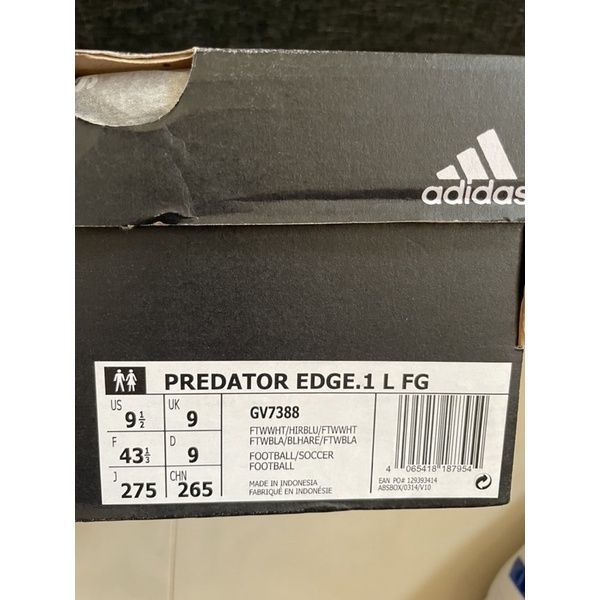 adidas
PREDATOR EDGE.1 L FG
US 9½ UK 9
F 43⅓ D 9
J 275 CHN 265
GV7388
FTWWHT/HIRBLU/FTWWHT
FTWBLA/BLHARE/FTWBLA
FOOTBALL/SOCCER
FOOTBALL
MADE IN INDONESIA
FABRIQUÉ EN INDONÉSIE
4 065418 187954
EAN PO# 129393414
ABSBOX/0314/V10